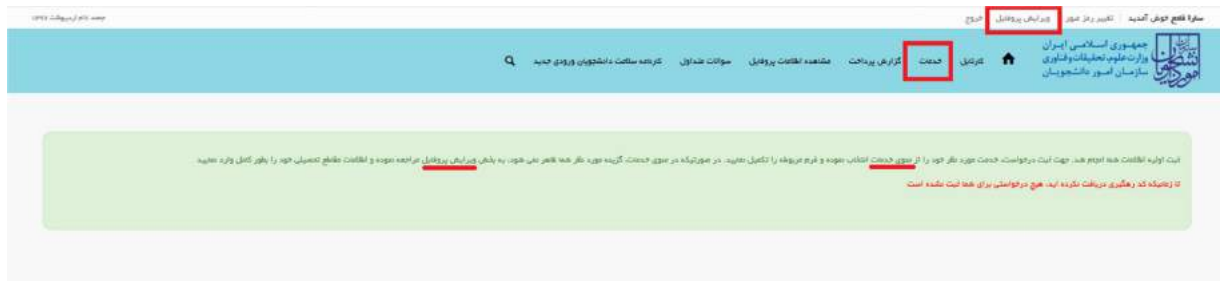 سارا فلاح خوش آمدید | تغییر رمز عبور | ویرایش پروفایل | خروج
جمهوری اسلامی ایران
وزارت علوم، تحقیقات و فناوری
سازمان امور دانشجویان
سازمان امور دانشجویان
کارتابل خدمات گزارش پرداخت مشاهده اطلاعات پروفایل سوالات متداول کارنامه سلامت دانشجویان ورودی جدید
ثبت اولیه اطلاعات شما انجام شد. جهت ثبت درخواست، خدمت مورد نظر خود را از منوی خدمات انتخاب نموده و فرم مربوطه را تکمیل نمایید. در صورتیکه در منوی خدمات، گزینه مورد نظر شما ظاهر نمی شود، به بخش ویرایش پروفایل مراجعه نموده و اطلاعات مقطع تحصیلی خود را بطور کامل وارد نمایید.
تا زمانیکه کد رهگیری دریافت نکرده اید، هیچ درخواستی برای شما ثبت نشده است